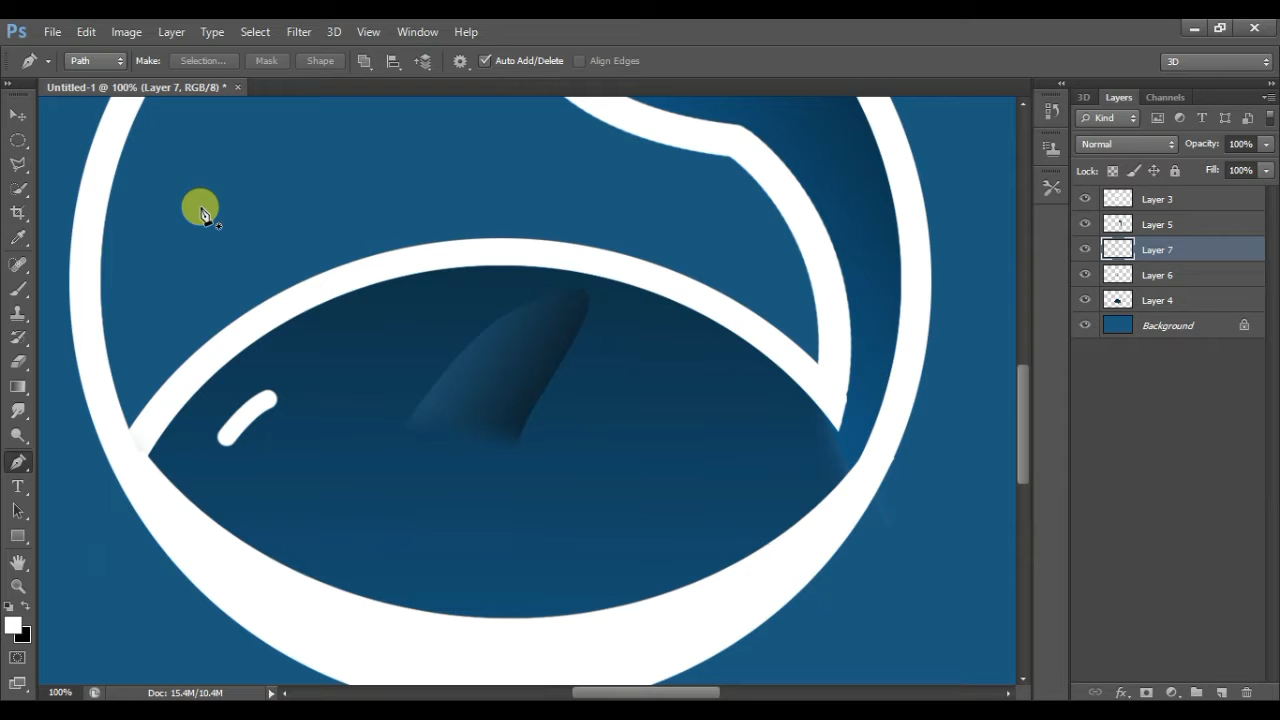 Ps File Edit Image Layer Type Select Filter 3D View Window Help
Path Make: Selection... Mask Shape Auto Add/Delete Align Edges 3D
Untitled-1 @ 100% (Layer 7, RGB/8) * ×
3D Layers Channels
Kind
Normal Opacity: 100%
Lock: Fill: 100%
Layer 3
Layer 5
Layer 7
Layer 6
Layer 4
Background
100% Doc: 15.4M/10.4M